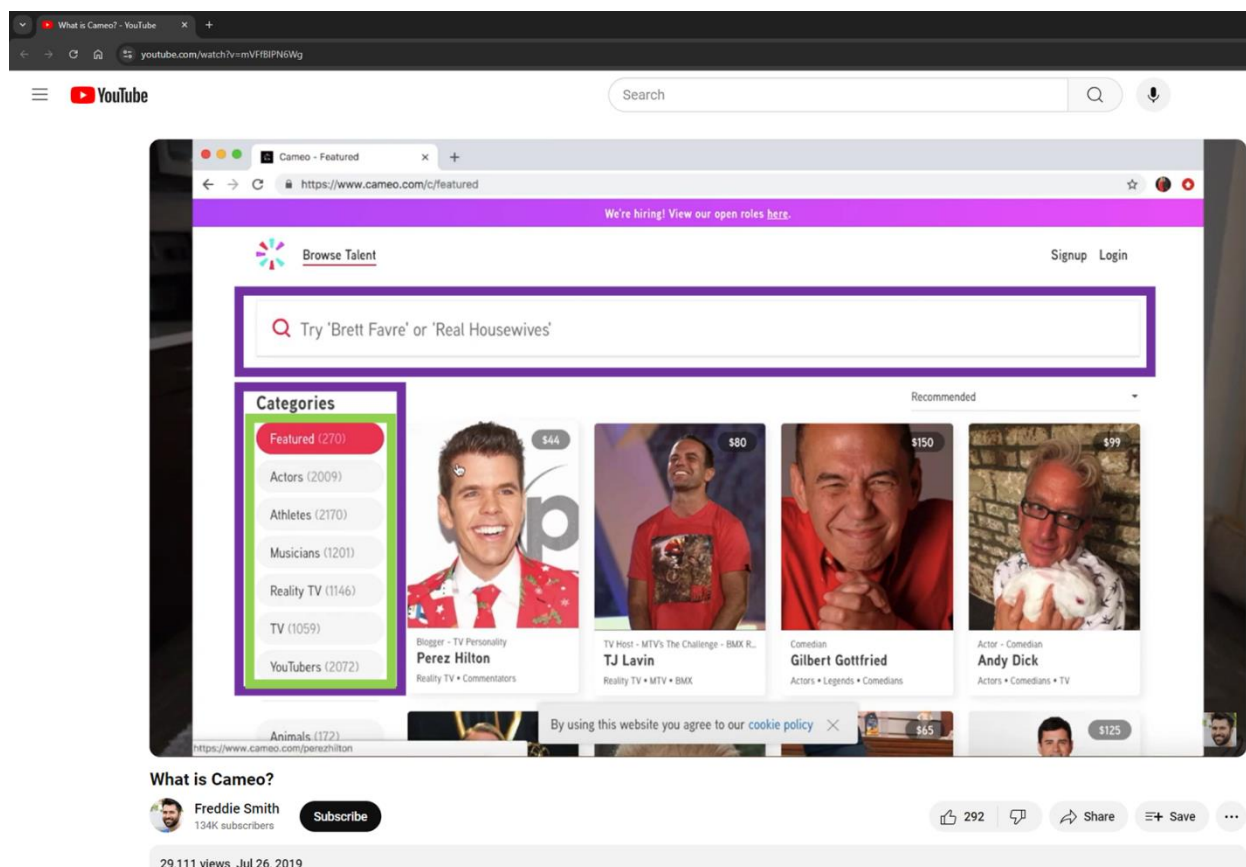 What is Cameo? - YouTube
youtube.com/watch?v=mVFfBIPN6Wg
YouTube
Search
Cameo - Featured
https://www.cameo.com/c/featured
We're hiring! View our open roles here.
Browse Talent
Signup Login
Try 'Brett Favre' or 'Real Housewives'
Categories
Recommended
Featured (270)
Actors (2009)
Athletes (2170)
Musicians (1201)
Reality TV (1146)
TV (1059)
YouTubers (2072)
Animals (172)
$44
Blogger - TV Personality
Perez Hilton
Reality TV • Commentators
$80
TV Host - MTV's The Challenge - BMX R...
TJ Lavin
Reality TV • MTV • BMX
$150
Comedian
Gilbert Gottfried
Actors • Legends • Comedians
$99
Actor - Comedian
Andy Dick
Actors • Comedians • TV
$65
$125
By using this website you agree to our cookie policy
https://www.cameo.com/perezhilton
What is Cameo?
Freddie Smith
134K subscribers
Subscribe
292
Share
Save
29,111 views Jul 26, 2019